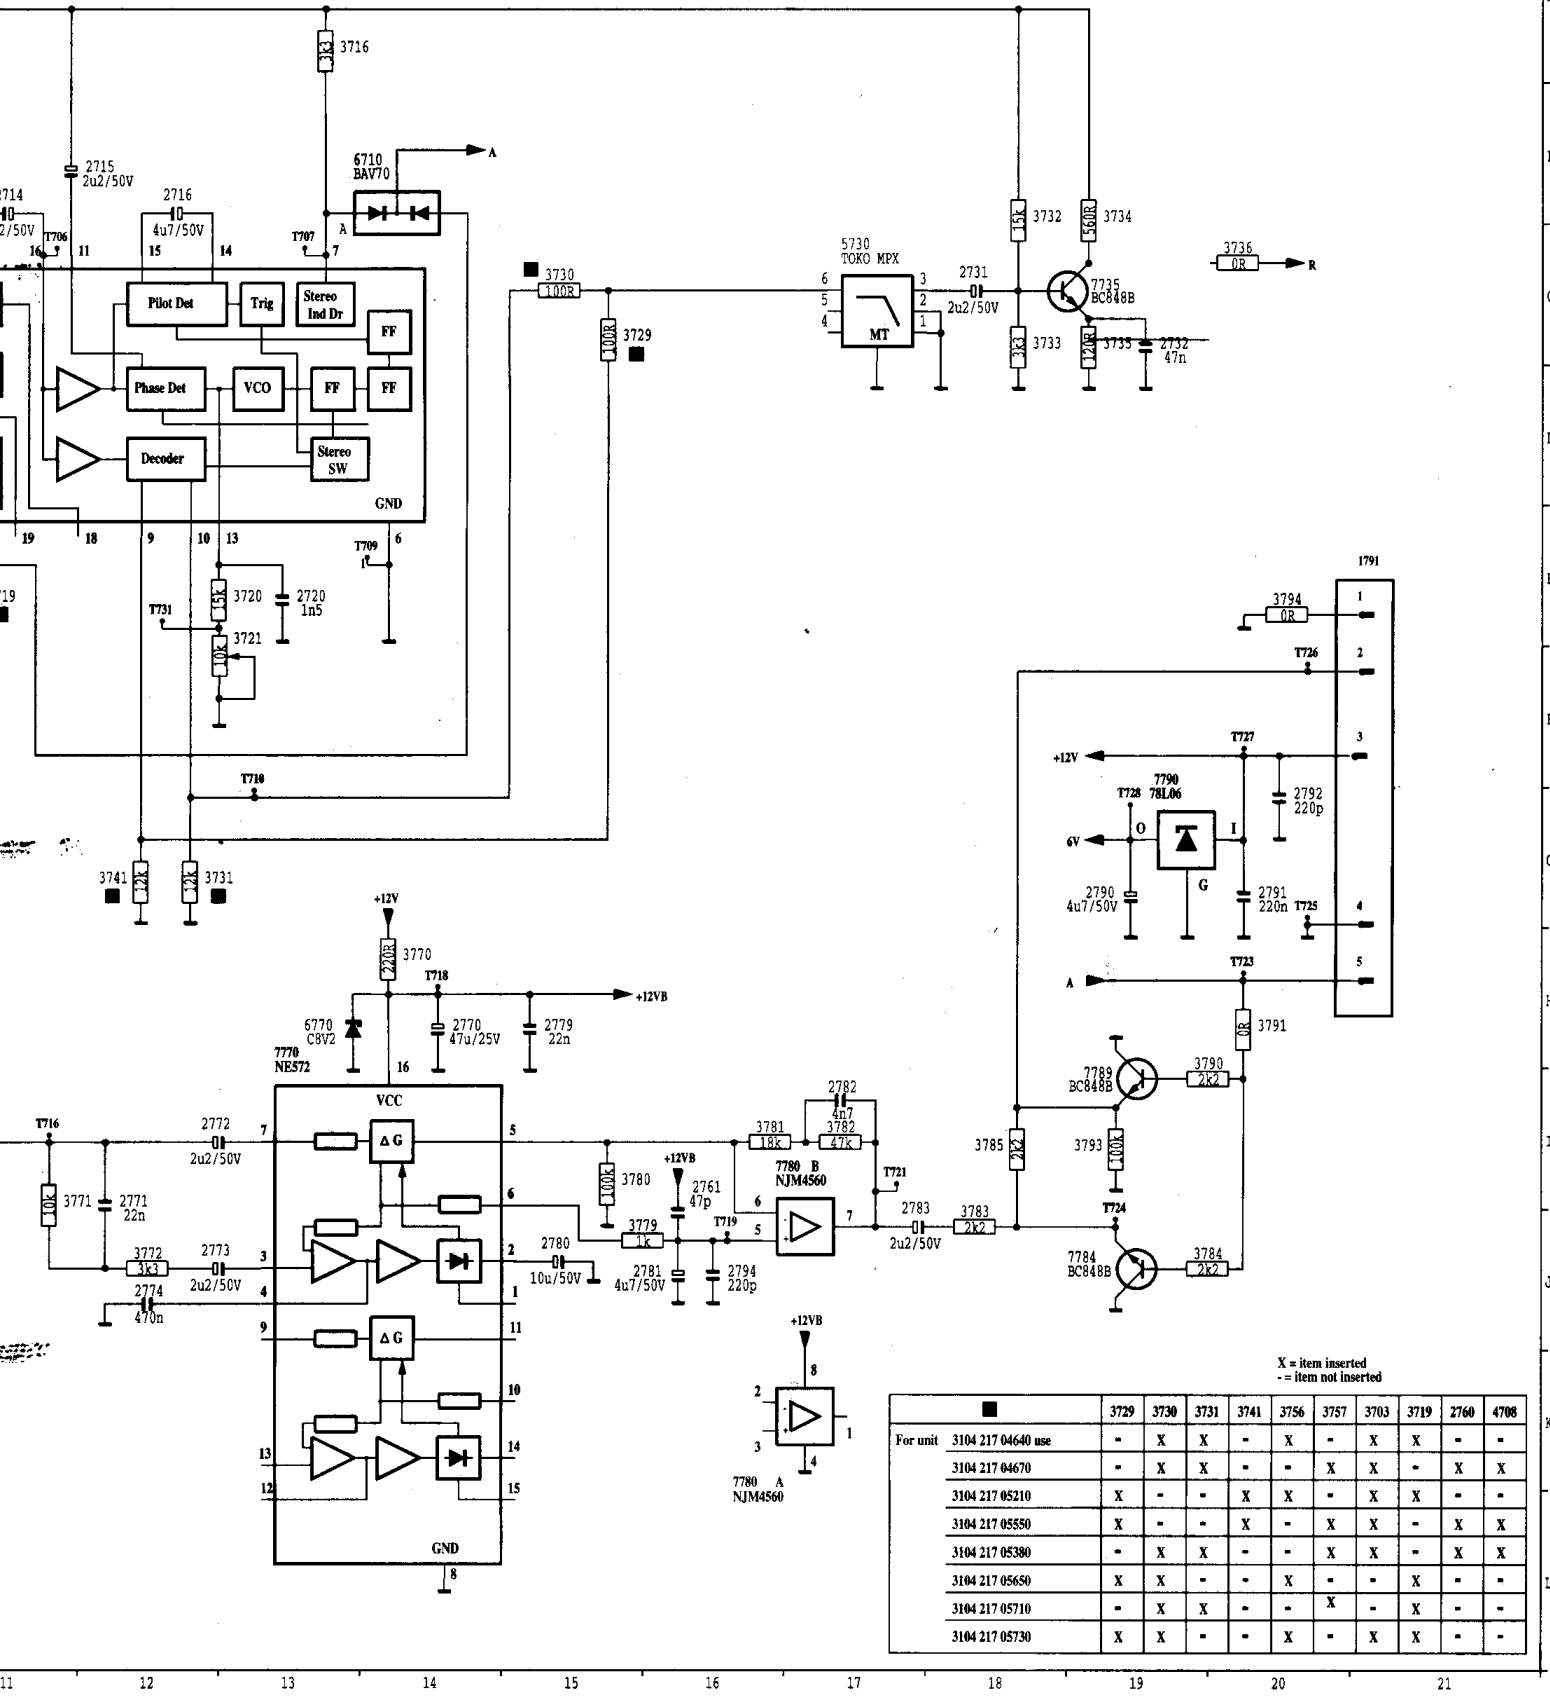 3k3 3716
6710
BAV70
A
2715
2u2/50V
2714
2/50V
2716
4u7/50V
T706
16 11 15 14
T707
A
7
3730
100R
100R
3729
5730
TOKO MPX
6
5
4
3
2
1
MT
2731
2u2/50V
15k 3732
560R 3734
7735
BC848B
3k3 3733
120R 3735
2732
47n
3736
0R
R
Pilot Det
Trig
Stereo
Ind Dr
FF
Phase Det
VCO
FF
FF
Decoder
Stereo
SW
GND
19 18 9 10 13 6
T709
1
719
T731
15k 3720
2720
1n5
10k 3721
T710
3741 12k
12k 3731
1791
1
3794
0R
2
T726
3
T727
+12V
7790
78L06
T728
2792
220p
6V
O I
G
2790
4u7/50V
2791
220n
T725
4
T723
A
5
0R 3791
+12V
220R 3770
T718
+12VB
6770
C8V2
2770
47u/25V
2779
22n
7770
NE572
16
VCC
T716
2772
2u2/50V
7
Δ G
5
10k 3771
2771
22n
6
3772
3k3
2773
2u2/50V
3
2
2774
470n
4
1
9
Δ G
11
10
13
14
12
15
GND
8
100k 3780
2780
10u/50V
3779
1k
+12VB
2761
47p
T719
2781
4u7/50V
2794
220p
3781
18k
2782
4n7
3782
47k
7780 B
NJM4560
6
5
-
+
7
T721
2783
2u2/50V
3783
2k2
3785 2k2
7789
BC848B
3790
2k2
3793 100k
T724
7784
BC848B
3784
2k2
+12VB
8
2
3
-
+
1
4
7780 A
NJM4560
X = item inserted
- = item not inserted
■ 3729 3730 3731 3741 3756 3757 3703 3719 2760 4708
For unit 3104 217 04640 use - X X - X - X X - -
3104 217 04670 - X X - - X X - X X
3104 217 05210 X - - X X - X X - -
3104 217 05550 X - - X - X X - X X
3104 217 05380 - X X - - X X - X X
3104 217 05650 X X - - X - - X - -
3104 217 05710 - X X - - X - X - -
3104 217 05730 X X - - X - X X - -
11 12 13 14 15 16 17 18 19 20 21